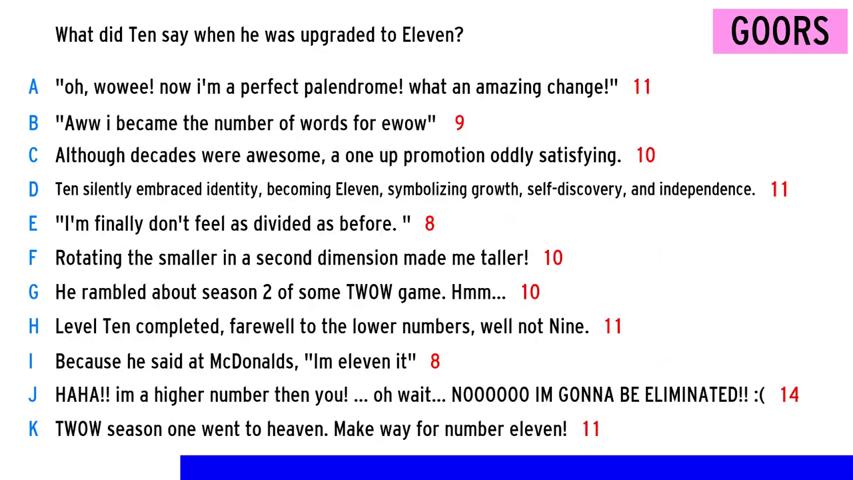 What did Ten say when he was upgraded to Eleven?
GOORS
A "oh, wowee! now i'm a perfect palendrome! what an amazing change!" 11
B "Aww i became the number of words for ewow" 9
C Although decades were awesome, a one up promotion oddly satisfying. 10
D Ten silently embraced identity, becoming Eleven, symbolizing growth, self-discovery, and independence. 11
E "I'm finally don't feel as divided as before. " 8
F Rotating the smaller in a second dimension made me taller! 10
G He rambled about season 2 of some TWOW game. Hmm... 10
H Level Ten completed, farewell to the lower numbers, well not Nine. 11
I Because he said at McDonalds, "Im eleven it" 8
J HAHA!! im a higher number then you! ... oh wait... NOOOOOO IM GONNA BE ELIMINATED!! :( 14
K TWOW season one went to heaven. Make way for number eleven! 11